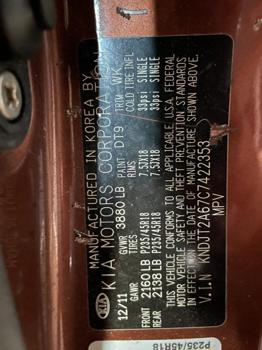 MANUFACTURED IN KOREA BY
KIA MOTORS CORPORATION
12/11 GVWR 3880 LB PAINT: DT9 TRIM WK
GAWR TIRES RIMS COLD TIRE INFL
FRONT 2160 LB P235/45R18 7.5JX18 33psi SINGLE
REAR 2138 LB P235/45R18 7.5JX18 33psi SINGLE
THIS VEHICLE CONFORMS TO ALL APPLICABLE U.S.A. FEDERAL
MOTOR VEHICLE SAFETY AND THEFT PREVENTION STANDARDS
IN EFFECT ON THE DATE OF MANUFACTURE SHOWN ABOVE
V.I.N KNDJT2A67C7422353
MPV
KIA
P235/45R18